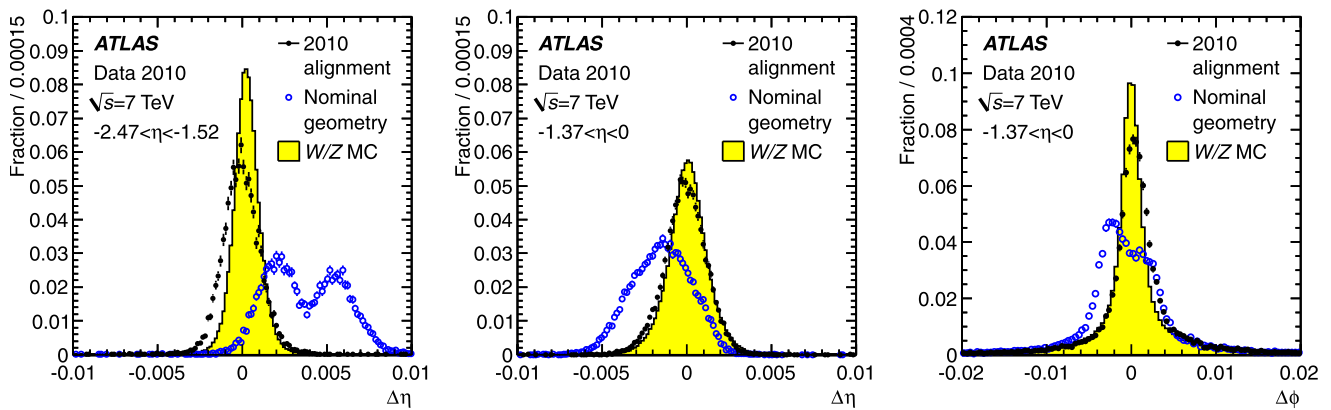 Fraction / 0.00015
0.1
0.09
0.08
0.07
0.06
0.05
0.04
0.03
0.02
0.01
0
ATLAS
Data 2010
√s=7 TeV
-2.47<η<-1.52
2010
alignment
Nominal
geometry
W/Z MC
-0.01 -0.005 0 0.005 0.01
Δη
Fraction / 0.00015
0.1
0.09
0.08
0.07
0.06
0.05
0.04
0.03
0.02
0.01
0
ATLAS
Data 2010
√s=7 TeV
-1.37<η<0
2010
alignment
Nominal
geometry
W/Z MC
-0.01 -0.005 0 0.005 0.01
Δη
Fraction / 0.0004
0.12
0.1
0.08
0.06
0.04
0.02
0
ATLAS
Data 2010
√s=7 TeV
-1.37<η<0
2010
alignment
Nominal
geometry
W/Z MC
-0.02 -0.01 0 0.01 0.02
Δϕ